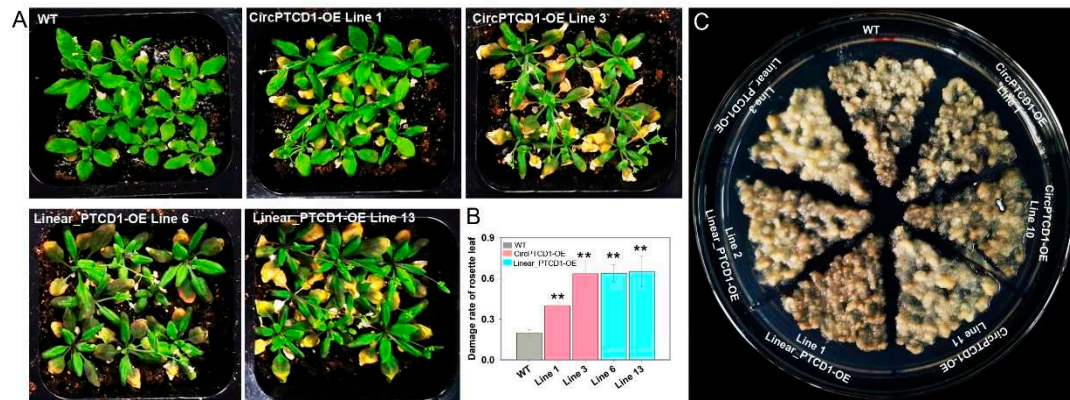 A
WT
CircPTCD1-OE Line 1
CircPTCD1-OE Line 3
Linear_PTCD1-OE Line 6
Linear_PTCD1-OE Line 13
B
WT
CircPTCD1-OE
Linear_PTCD1-OE
Damage rate of rosette leaf
0.9
0.6
0.3
0.0
**
**
**
**
WT
Line 1
Line 3
Line 6
Line 13
C
WT
CircPTCD1-OE
Line 1
CircPTCD1-OE
Line 10
CircPTCD1-OE
Line 11
Linear_PTCD1-OE
Line 1
Linear_PTCD1-OE
Line 2
Linear_PTCD1-OE
Line 3